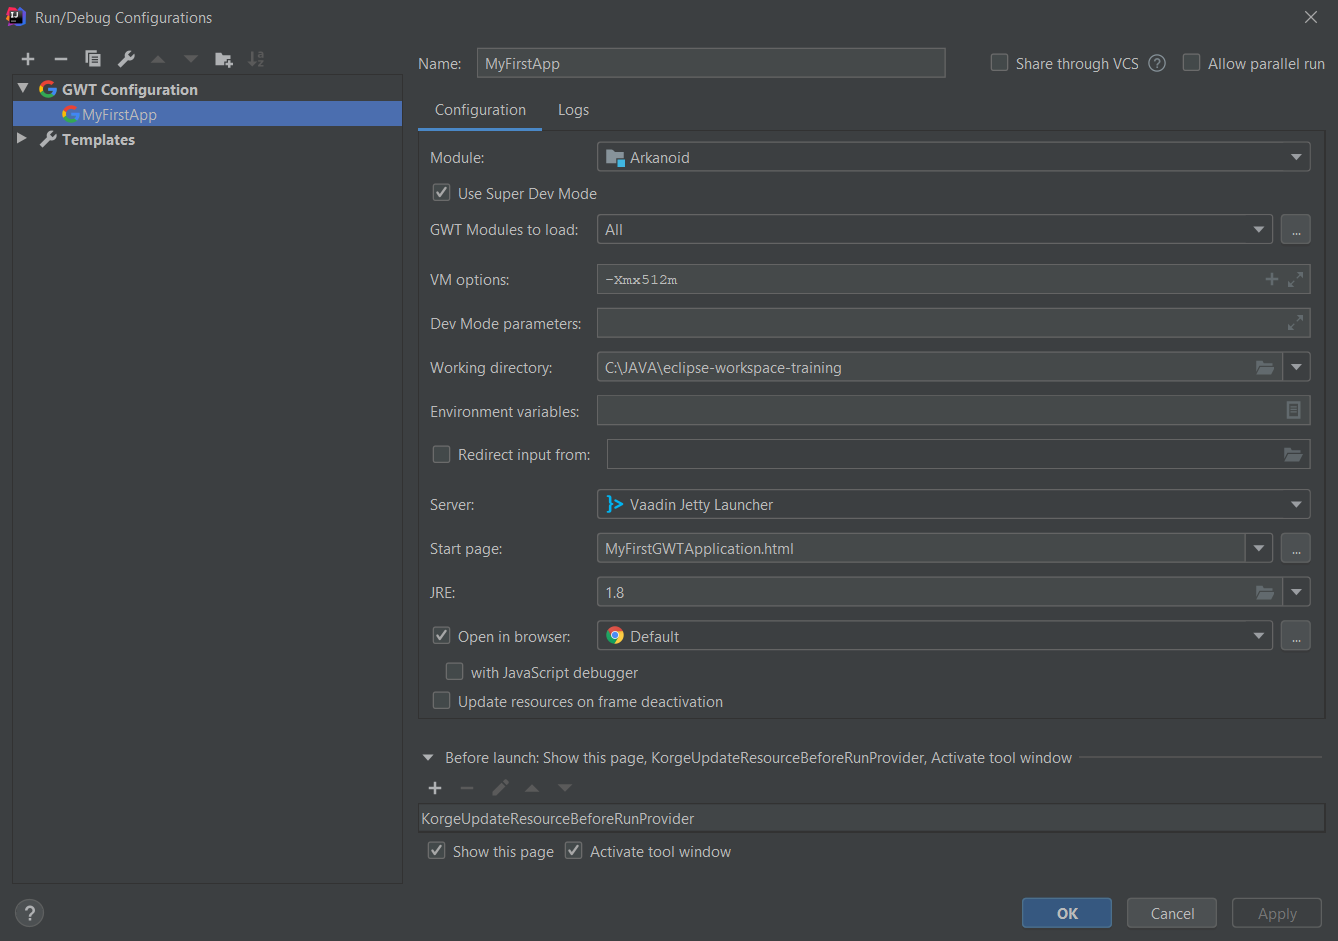 Run/Debug Configurations
Name: MyFirstApp
Share through VCS ?
Allow parallel run
GWT Configuration
MyFirstApp
Templates
Configuration Logs
Module: Arkanoid
Use Super Dev Mode
GWT Modules to load: All ...
VM options: -Xmx512m
Dev Mode parameters:
Working directory: C:\JAVA\eclipse-workspace-training
Environment variables:
Redirect input from:
Server: Vaadin Jetty Launcher
Start page: MyFirstGWTApplication.html ...
JRE: 1.8
Open in browser: Default ...
with JavaScript debugger
Update resources on frame deactivation
Before launch: Show this page, KorgeUpdateResourceBeforeRunProvider, Activate tool window
KorgeUpdateResourceBeforeRunProvider
Show this page Activate tool window
? OK Cancel Apply